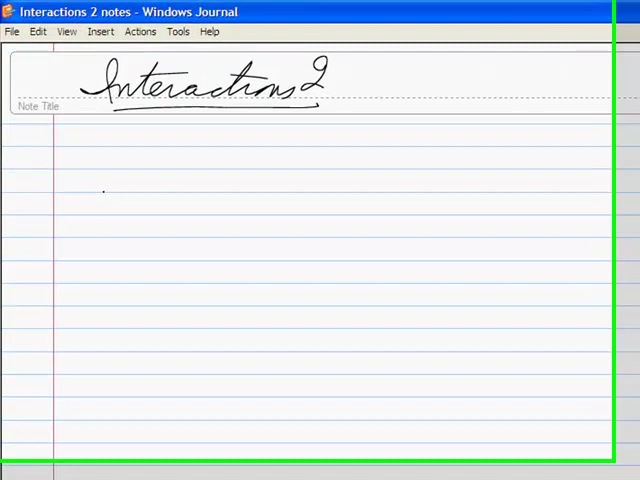 Interactions 2 notes - Windows Journal
File Edit View Insert Actions Tools Help
Interactions 2
Note Title